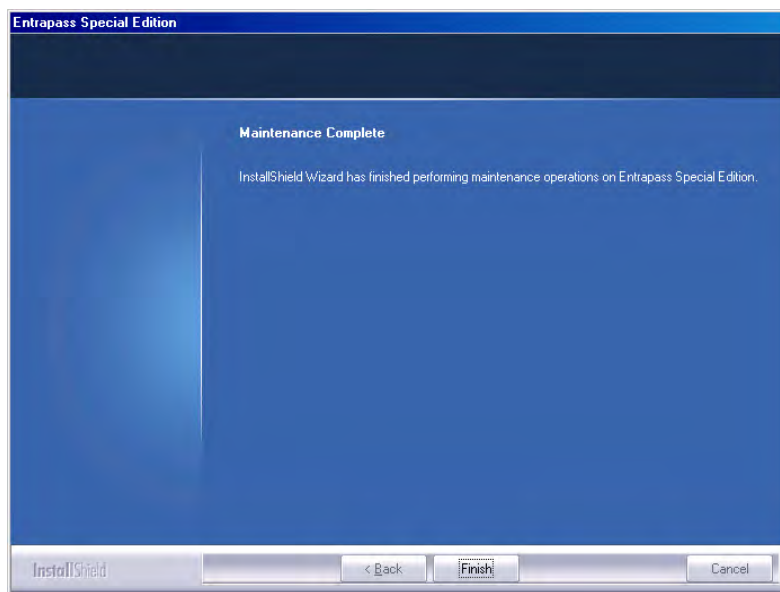 Entrapass Special Edition
Maintenance Complete
InstallShield Wizard has finished performing maintenance operations on Entrapass Special Edition.
InstallShield
< Back
Finish
Cancel